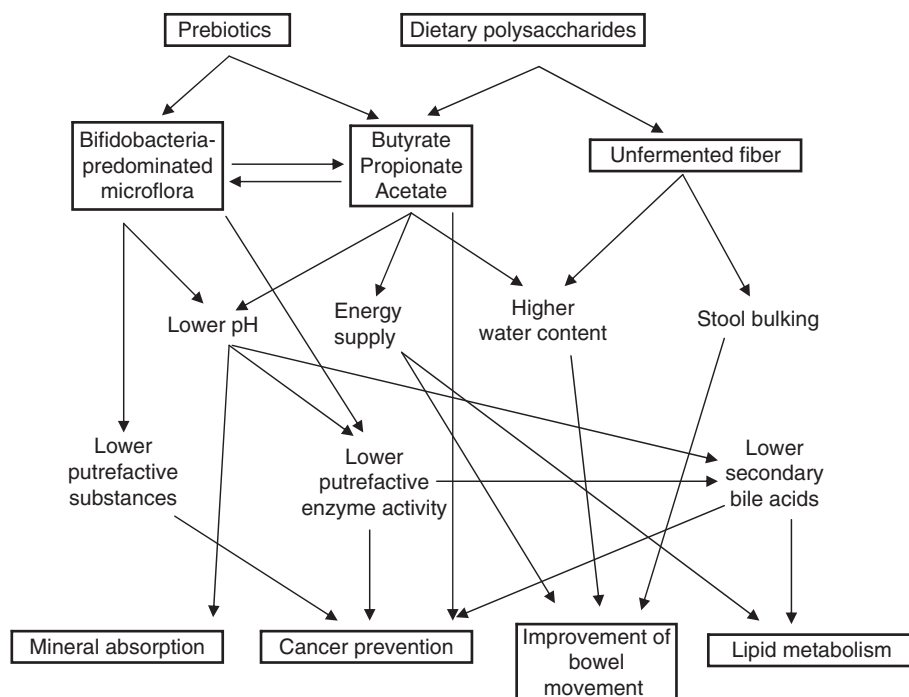 Prebiotics
Dietary polysaccharides
Bifidobacteria-
predominated
microflora
Butyrate
Propionate
Acetate
Unfermented fiber
Lower pH
Energy
supply
Higher
water content
Stool bulking
Lower
putrefactive
substances
Lower
putrefactive
enzyme activity
Lower
secondary
bile acids
Mineral absorption
Cancer prevention
Improvement of
bowel
movement
Lipid metabolism